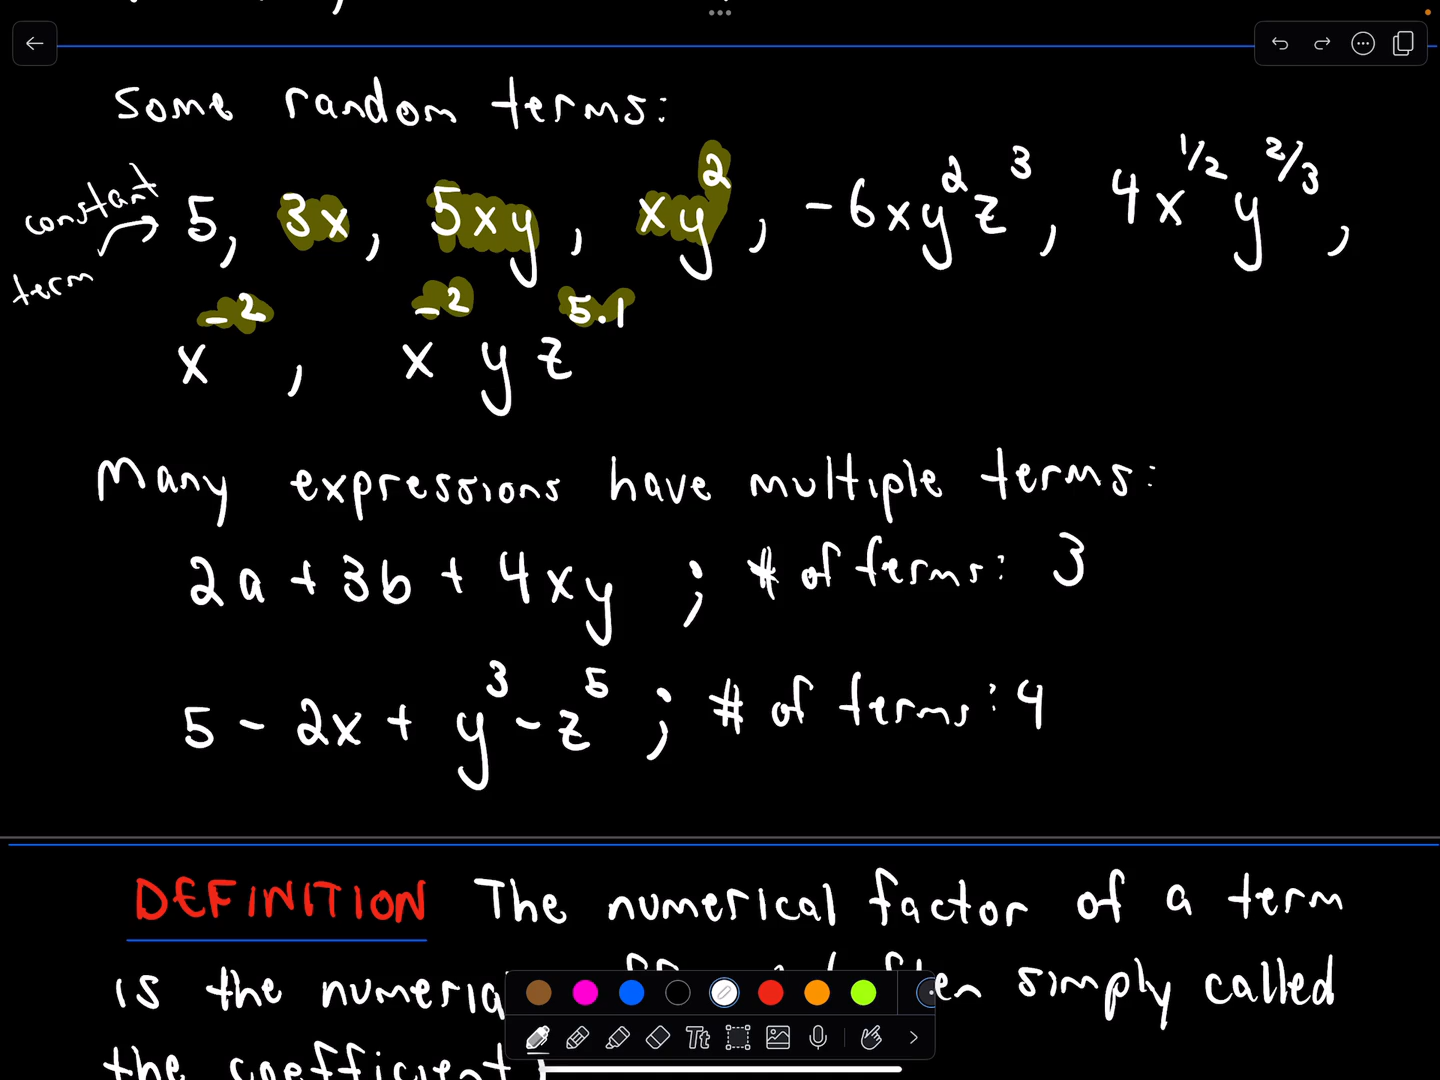 Some random terms:
constant term → 5, 3x, 5xy, xy², -6xy²z³, 4x^1/2 y^2/3,
x⁻², x⁻² y z^5.1
Many expressions have multiple terms:
2a + 3b + 4xy ; # of terms: 3
5 - 2x + y³ - z⁵ ; # of terms: 4
DEFINITION The numerical factor of a term
is the simply called
the coefficient
Tt